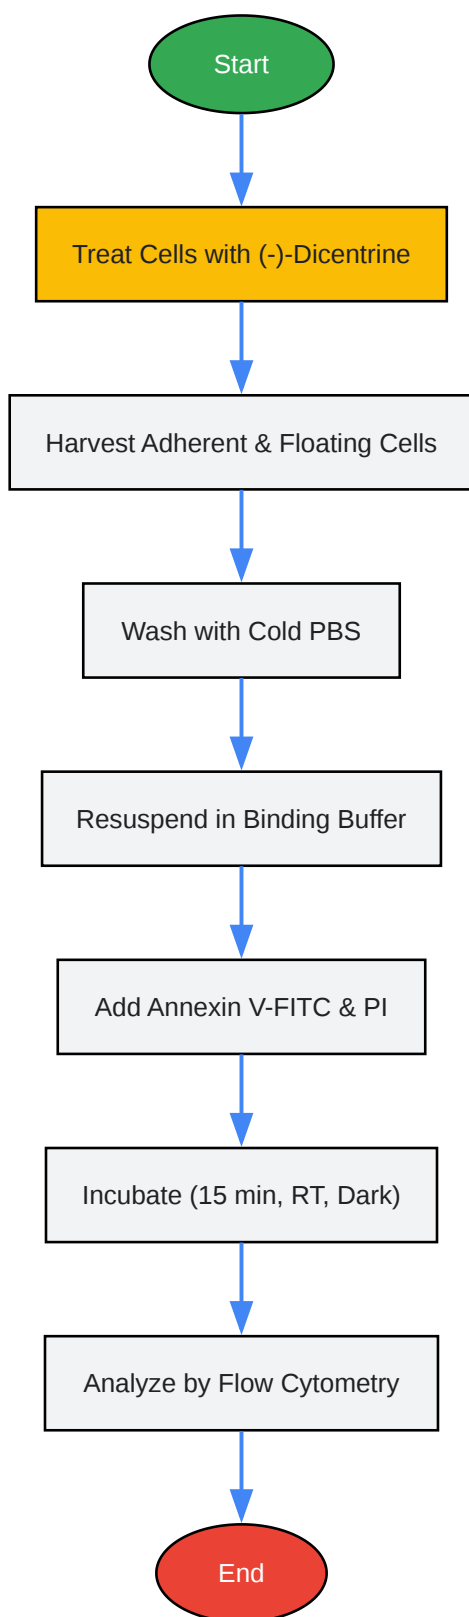 Start
Treat Cells with (-)-Dicentrine
Harvest Adherent & Floating Cells
Wash with Cold PBS
Resuspend in Binding Buffer
Add Annexin V-FITC & PI
Incubate (15 min, RT, Dark)
Analyze by Flow Cytometry
End